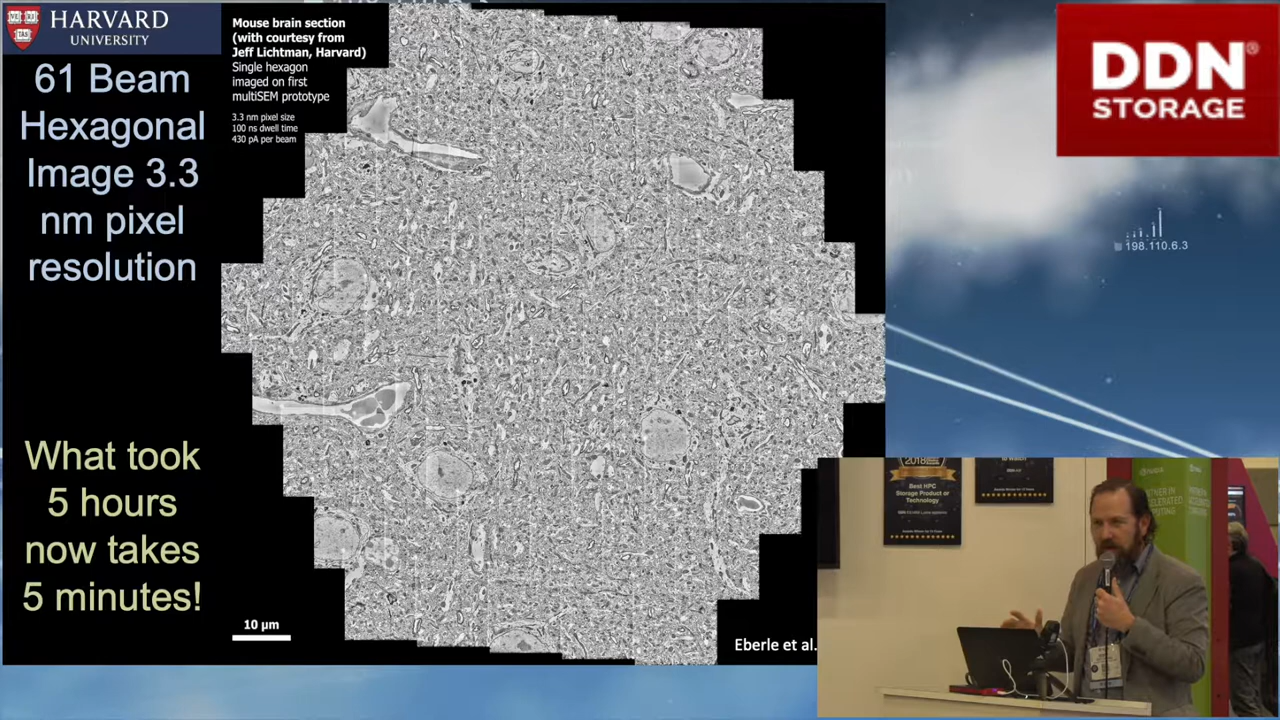 HARVARD
UNIVERSITY
61 Beam
Hexagonal
Image 3.3
nm pixel
resolution
What took
5 hours
now takes
5 minutes!
Mouse brain section
(with courtesy from
Jeff Lichtman, Harvard)
Single hexagon
imaged on first
multiSEM prototype
3.3 nm pixel size
100 ns dwell time
430 pA per beam
10 µm
Eberle et al.
DDN®
STORAGE
198.110.6.3
2018
Best HPC
Storage Product or
Technology